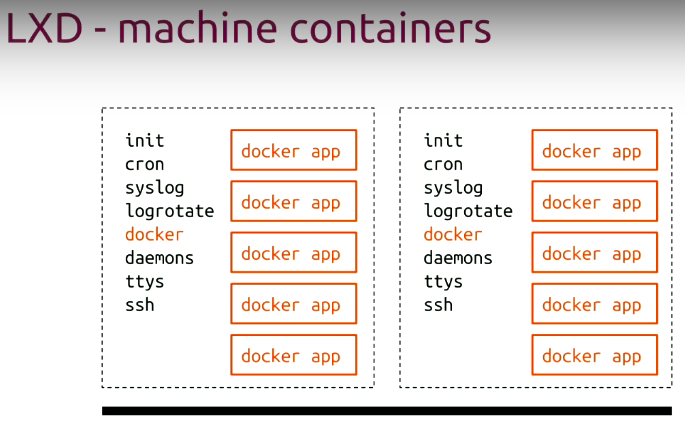 LXD - machine containers
init
cron
syslog
logrotate
docker
daemons
ttys
ssh
docker app
docker app
docker app
docker app
docker app
init
cron
syslog
logrotate
docker
daemons
ttys
ssh
docker app
docker app
docker app
docker app
docker app